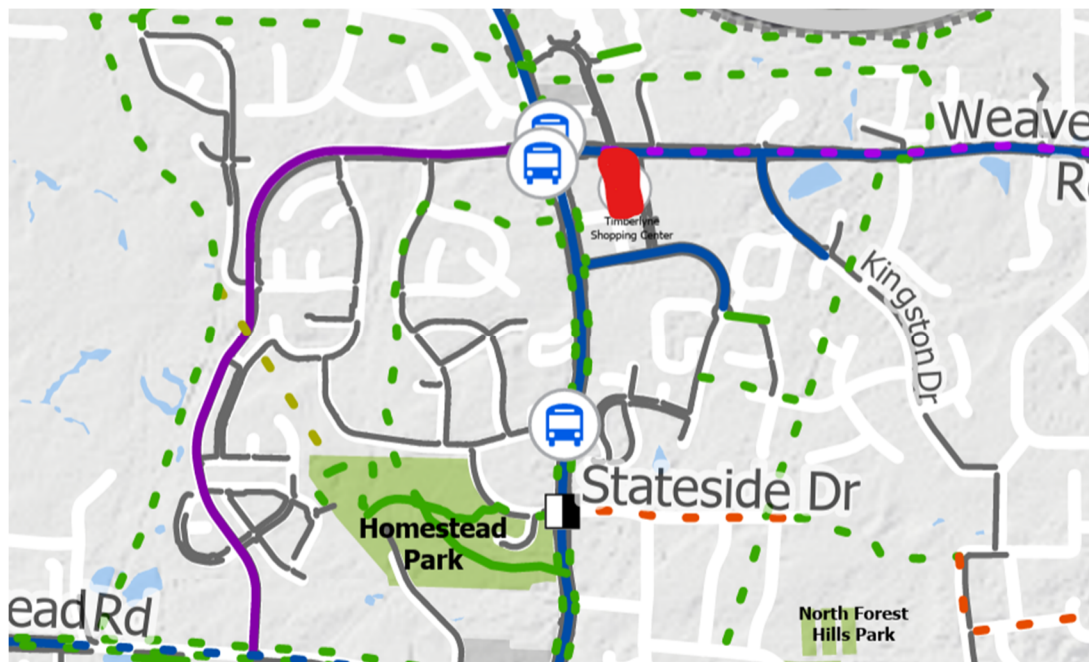 Weave
R
Timberlyne
Shopping Center
Kingston Dr
Stateside Dr
Homestead
Park
ead Rd
North Forest
Hills Park